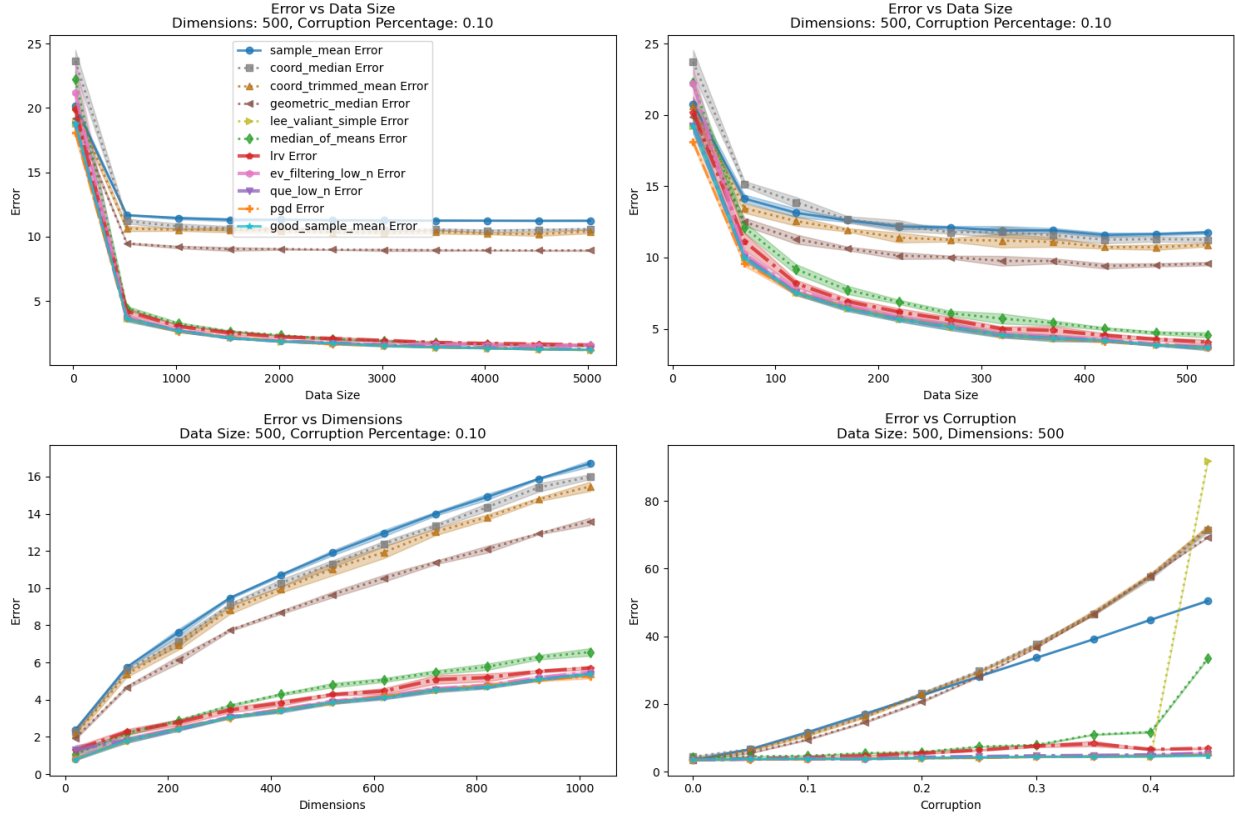 Error vs Data Size
Dimensions: 500, Corruption Percentage: 0.10
Error
25
20
15
10
5
sample_mean Error
coord_median Error
coord_trimmed_mean Error
geometric_median Error
lee_valiant_simple Error
median_of_means Error
lrv Error
ev_filtering_low_n Error
que_low_n Error
pgd Error
good_sample_mean Error
0
1000
2000
3000
4000
5000
Data Size
Error vs Data Size
Dimensions: 500, Corruption Percentage: 0.10
Error
25
20
15
10
5
0
100
200
300
400
500
Data Size
Error vs Dimensions
Data Size: 500, Corruption Percentage: 0.10
Error
16
14
12
10
8
6
4
2
0
0
200
400
600
800
1000
Dimensions
Error vs Corruption
Data Size: 500, Dimensions: 500
Error
80
60
40
20
0
0.0
0.1
0.2
0.3
0.4
Corruption